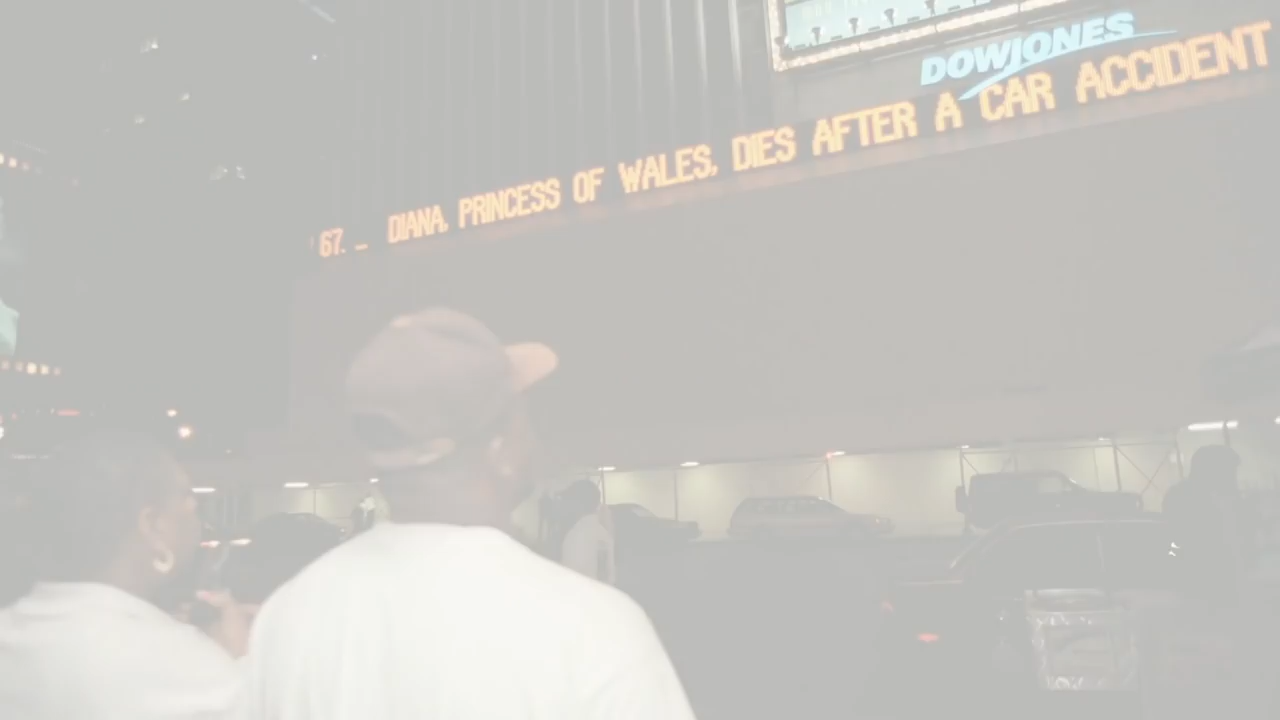 DOWJONES
67. _ DIANA, PRINCESS OF WALES, DIES AFTER A CAR ACCIDENT